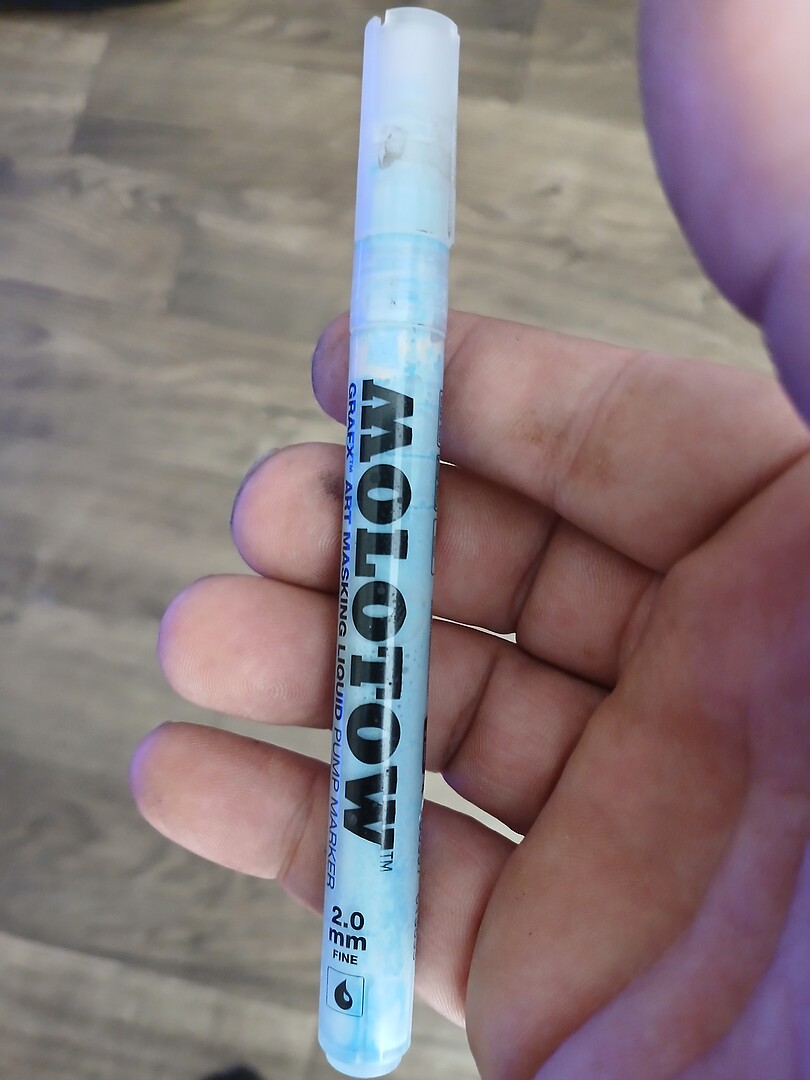 MOLOTOW™
GRAFX™ ART MASKING LIQUID PUMP MARKER
2.0
mm
FINE